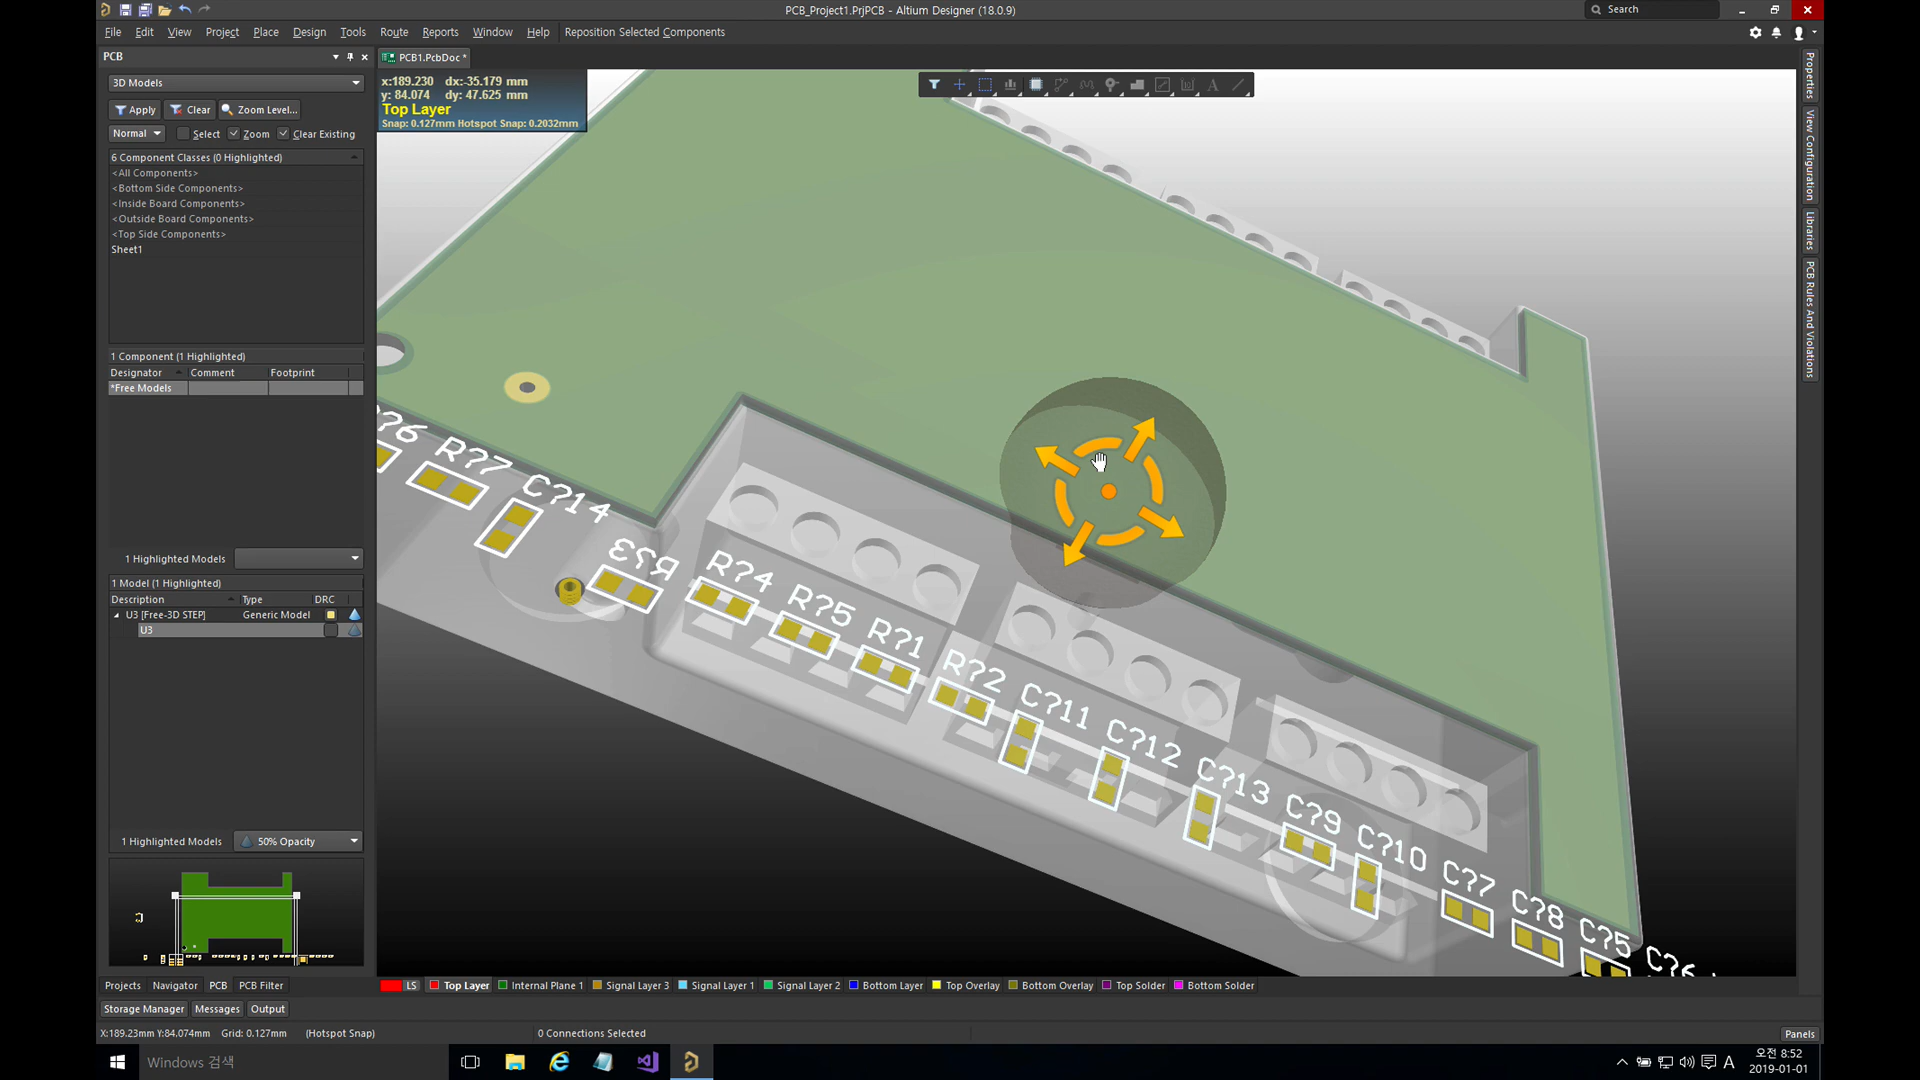 PCB_Project1.PrjPCB - Altium Designer (18.0.9)
Search
File Edit View Project Place Design Tools Route Reports Window Help Reposition Selected Components
PCB
PCB1.PcbDoc *
3D Models
Apply Clear Zoom Level...
Normal Select Zoom Clear Existing
6 Component Classes (0 Highlighted)
<All Components>
<Bottom Side Components>
<Inside Board Components>
<Outside Board Components>
<Top Side Components>
Sheet1
1 Component (1 Highlighted)
Designator Comment Footprint
*Free Models
1 Highlighted Models
1 Model (1 Highlighted)
Description Type DRC
U3 [Free-3D STEP] Generic Model
U3
1 Highlighted Models 50% Opacity
x:189.230 dx:-35.179 mm
y: 84.074 dy: 47.625 mm
Top Layer
Snap: 0.127mm Hotspot Snap: 0.2032mm
R?7
C?14
R?3
R?4
R?5
R?1
R?2
C?11
C?12
C?13
C?9
C?10
C?7
C?8
C?5
Properties
View Configuration
Libraries
PCB Rules And Violations
Projects Navigator PCB PCB Filter
LS Top Layer Internal Plane 1 Signal Layer 3 Signal Layer 1 Signal Layer 2 Bottom Layer Top Overlay Bottom Overlay Top Solder Bottom Solder
Storage Manager Messages Output
X:189.23mm Y:84.074mm Grid: 0.127mm (Hotspot Snap) 0 Connections Selected
Panels
Windows 검색
A
오전 8:52
2019-01-01